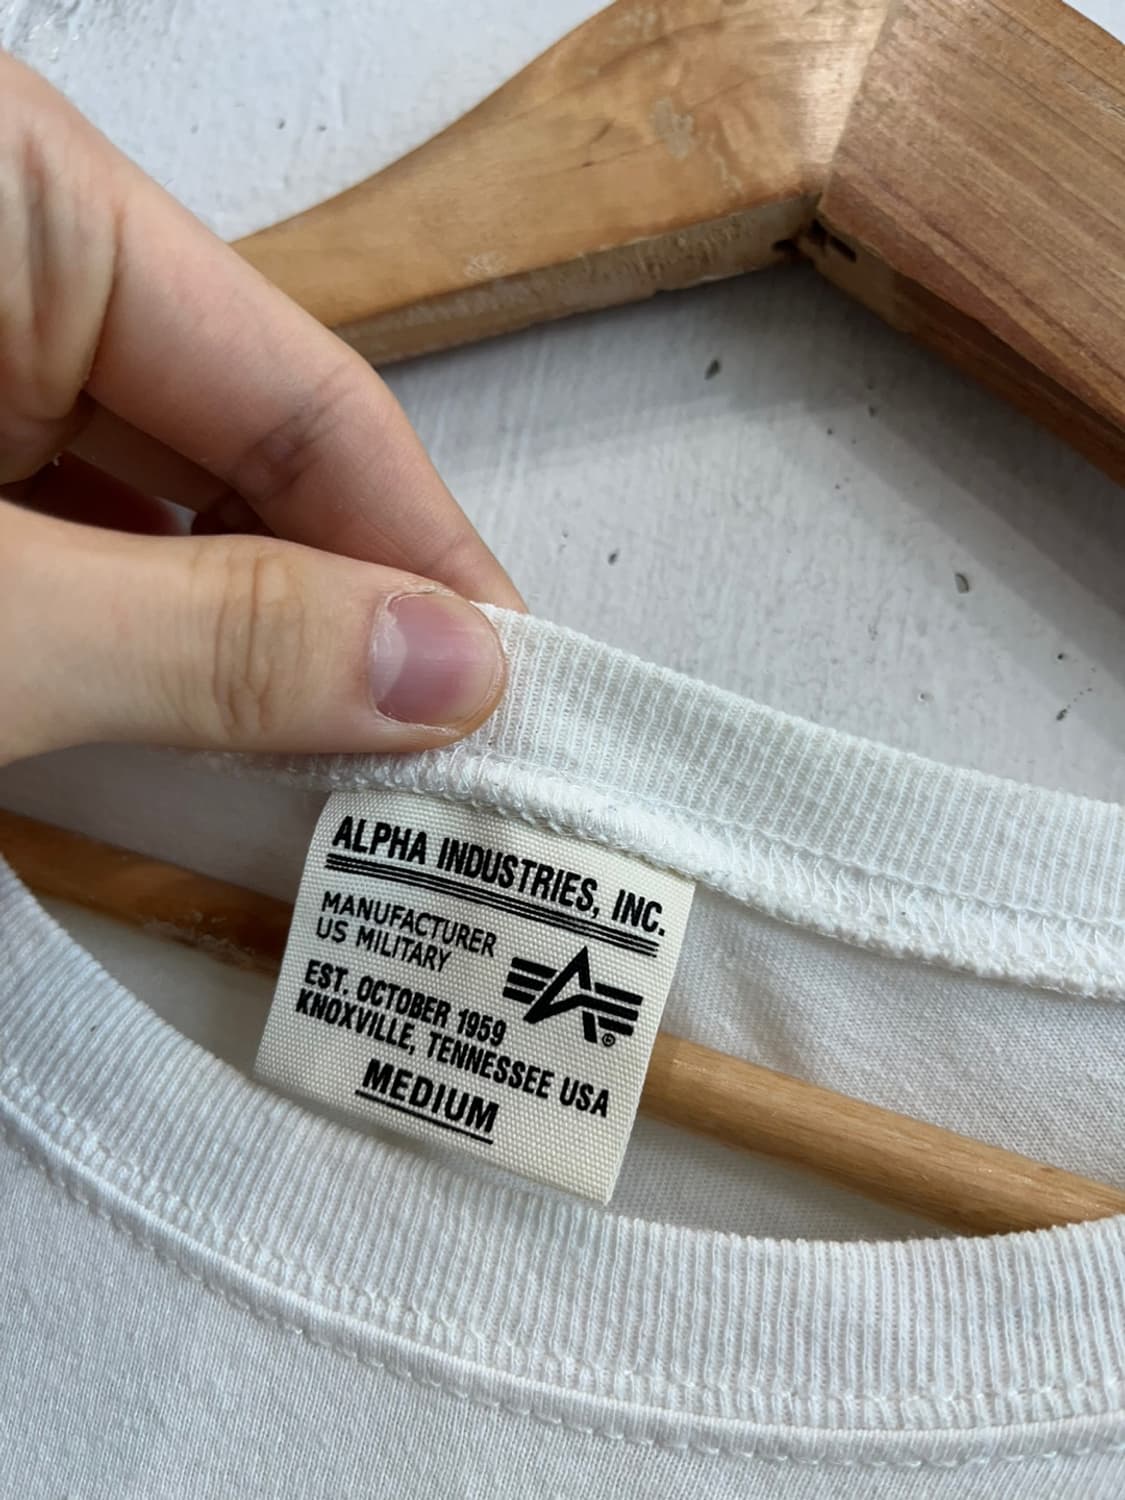 ALPHA INDUSTRIES, INC.
MANUFACTURER
US MILITARY
EST. OCTOBER 1959
KNOXVILLE, TENNESSEE USA
MEDIUM